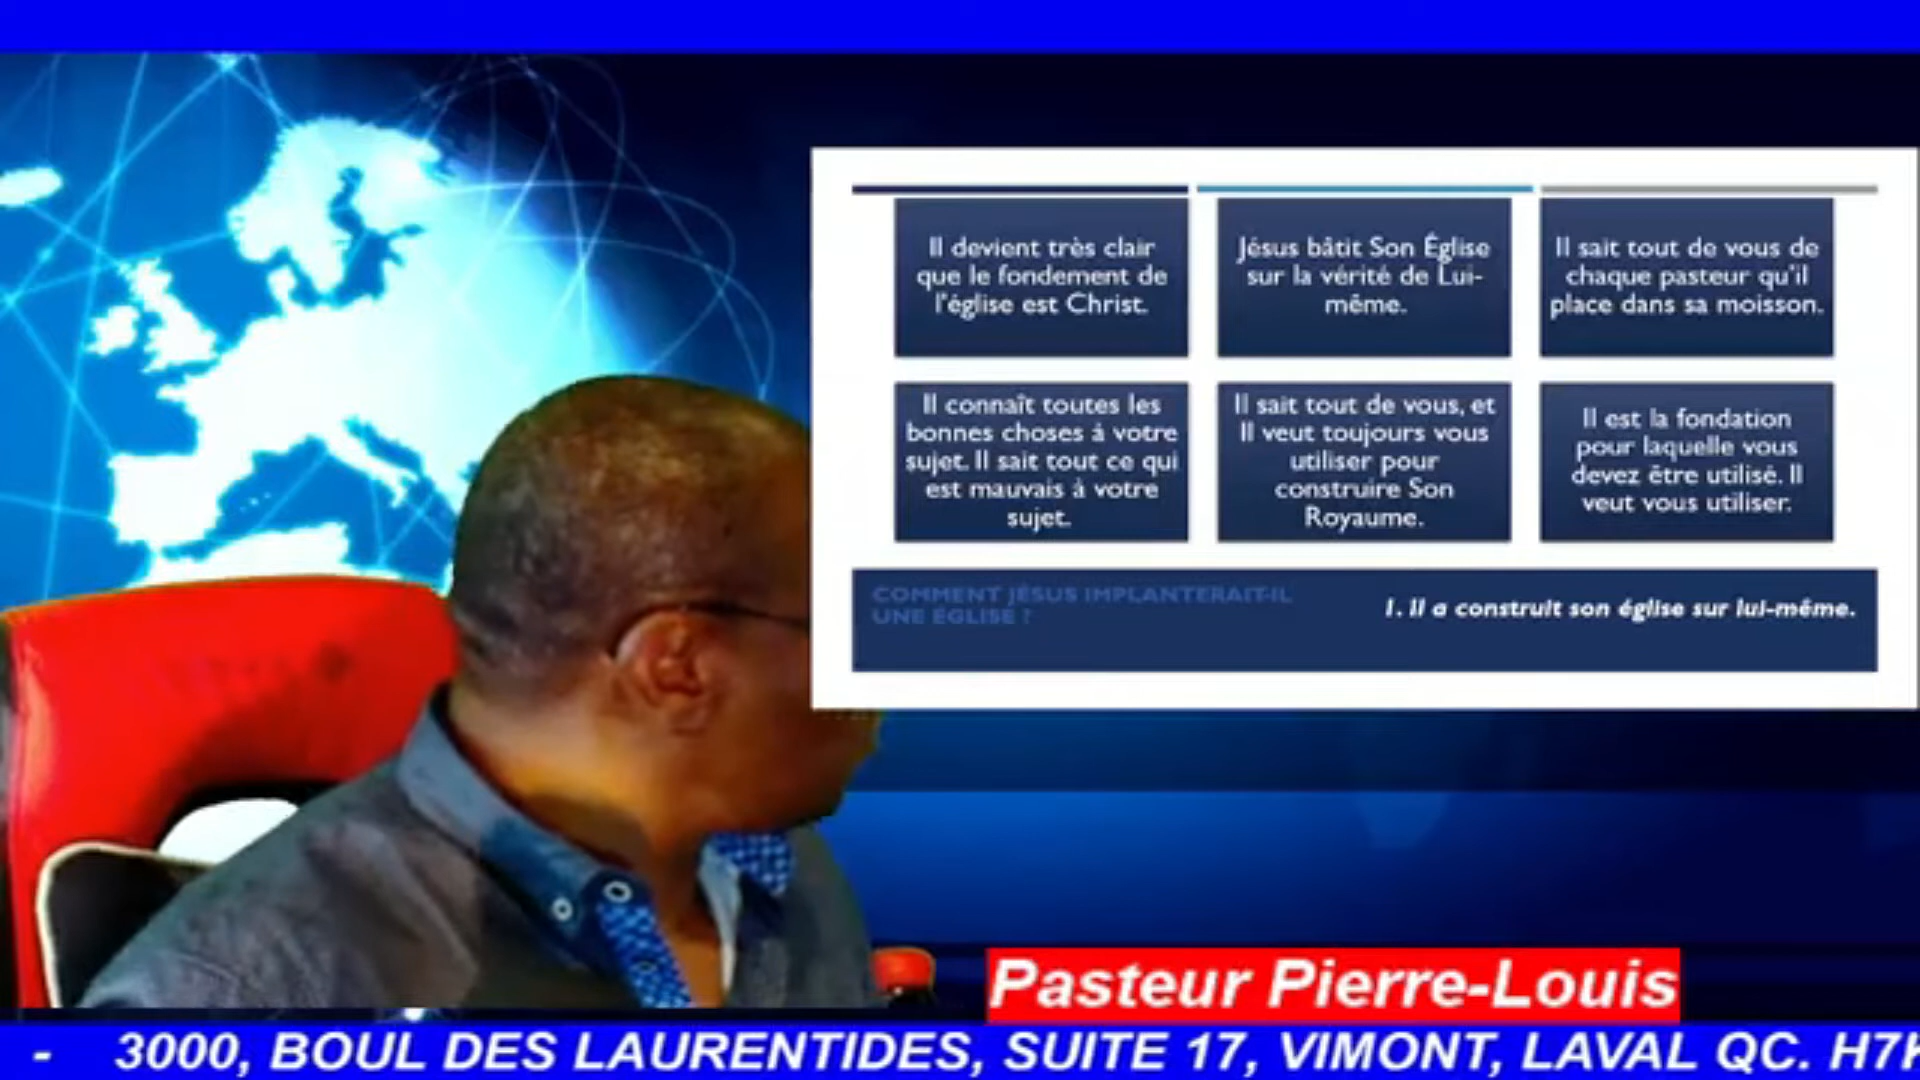 Il devient très clair
que le fondement de
l'église est Christ.
Jésus bâtit Son Église
sur la vérité de Lui-
même.
Il sait tout de vous de
chaque pasteur qu'il
place dans sa moisson.
Il connaît toutes les
bonnes choses à votre
sujet. Il sait tout ce qui
est mauvais à votre
sujet.
Il sait tout de vous, et
Il veut toujours vous
utiliser pour
construire Son
Royaume.
Il est la fondation
pour laquelle vous
devez être utilisé. Il
veut vous utiliser.
COMMENT JÉSUS IMPLANTERAIT-IL
UNE ÉGLISE ?
1. Il a construit son église sur lui-même.
Pasteur Pierre-Louis
- 3000, BOUL DES LAURENTIDES, SUITE 17, VIMONT, LAVAL QC. H7K